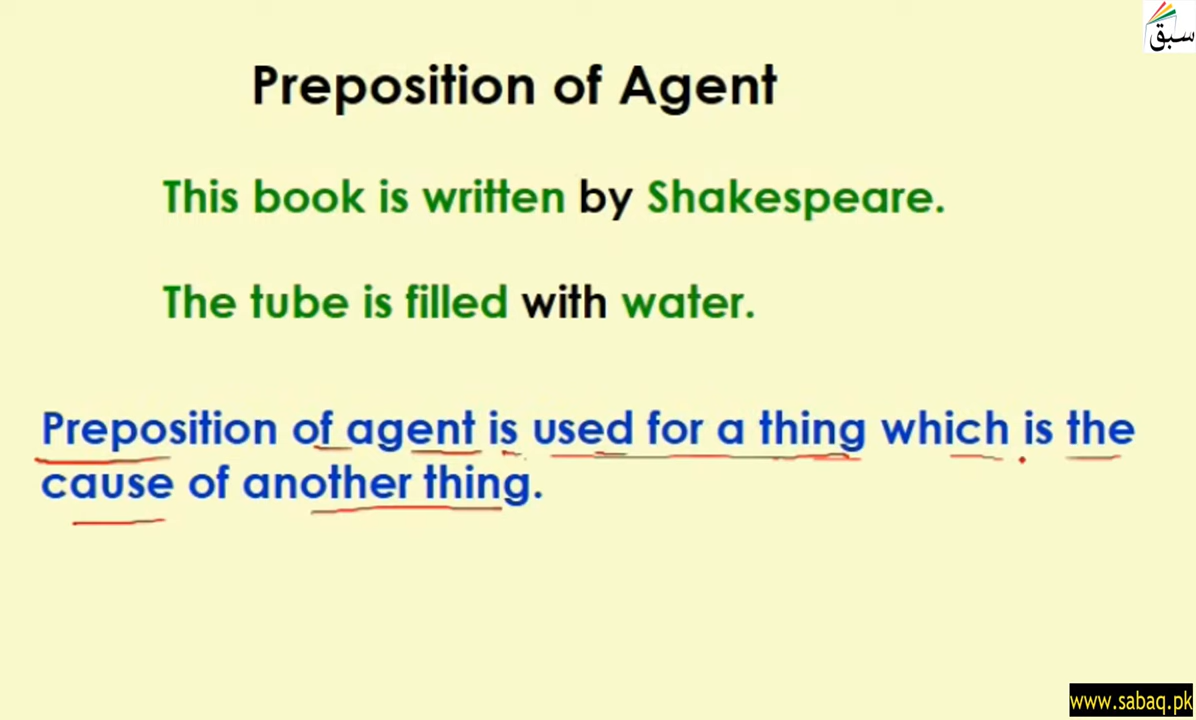 سبق
Preposition of Agent
This book is written by Shakespeare.
The tube is filled with water.
Preposition of agent is used for a thing which is the
cause of another thing.
www.sabaq.pk